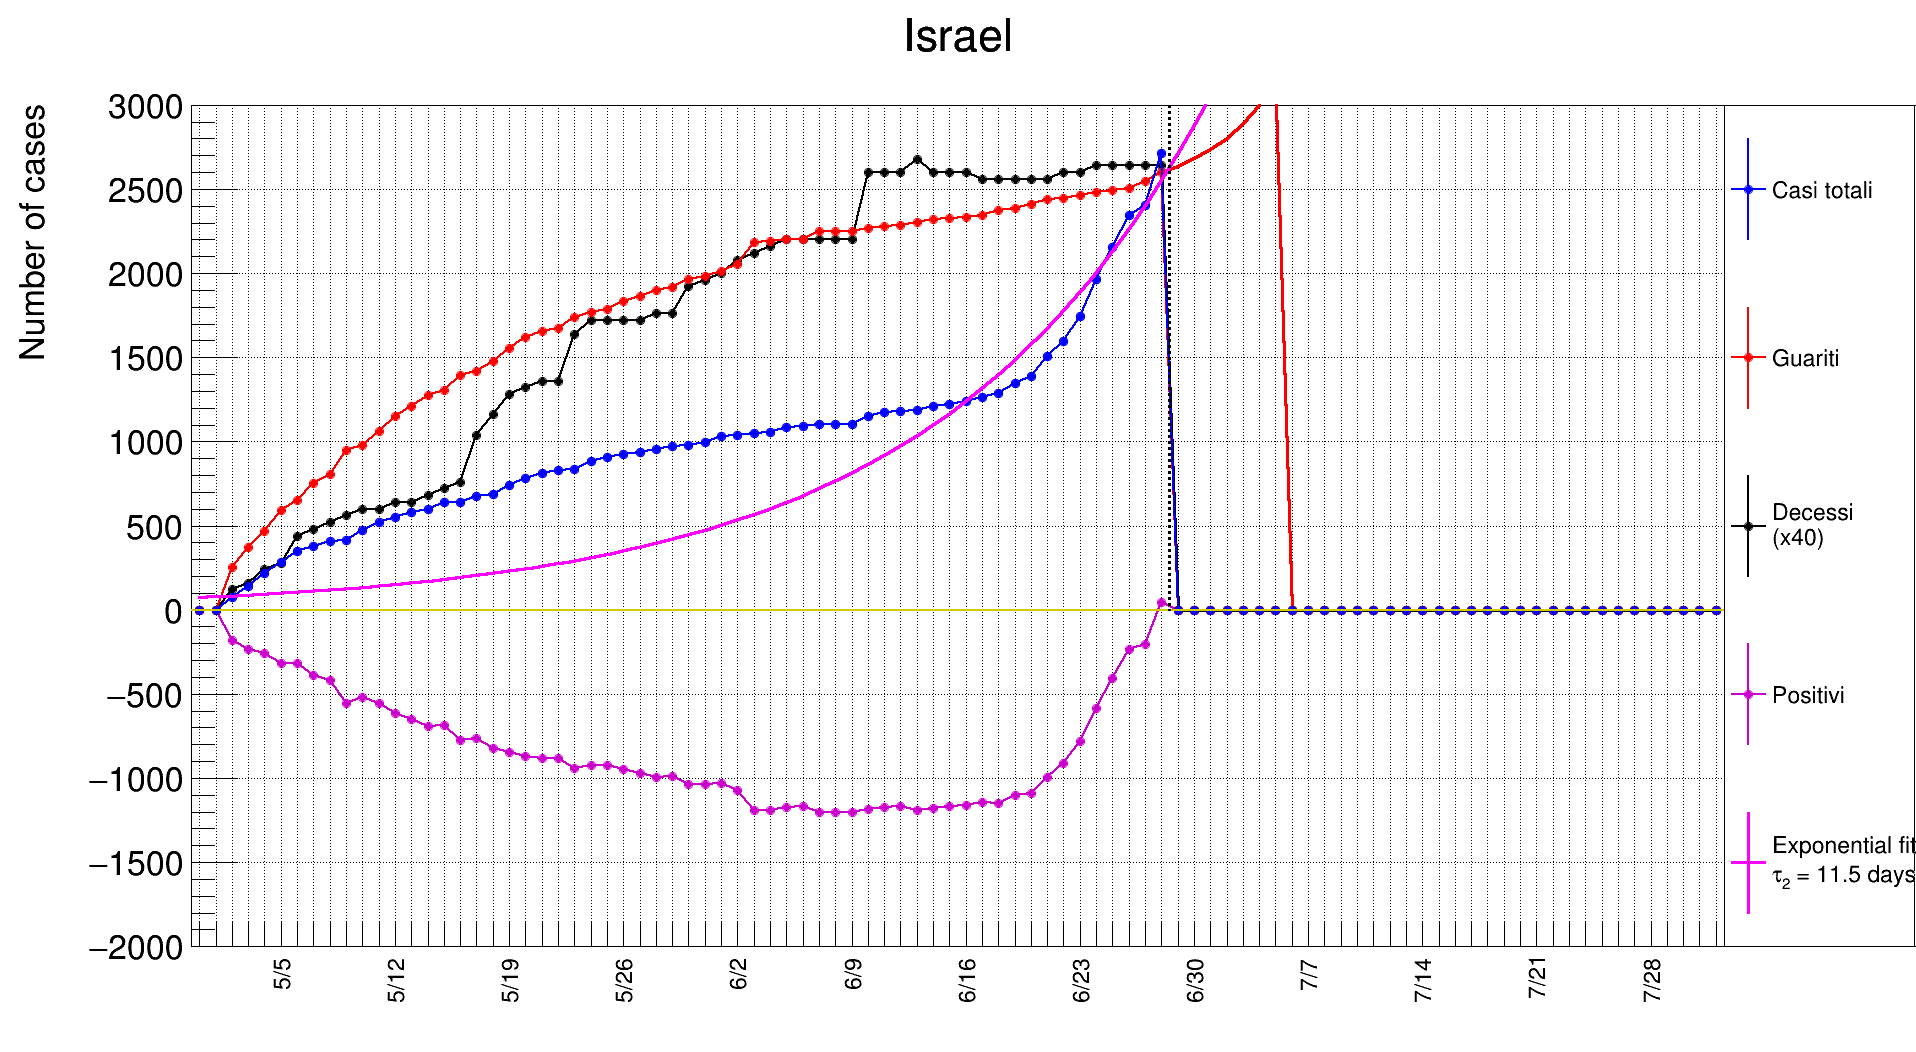 Israel
Number of cases
3000
2500
2000
1500
1000
500
0
−500
−1000
−1500
−2000
5/5
5/12
5/19
5/26
6/2
6/9
6/16
6/23
6/30
7/7
7/14
7/21
7/28
Casi totali
Guariti
Decessi
(x40)
Positivi
Exponential fit
τ2 = 11.5 days